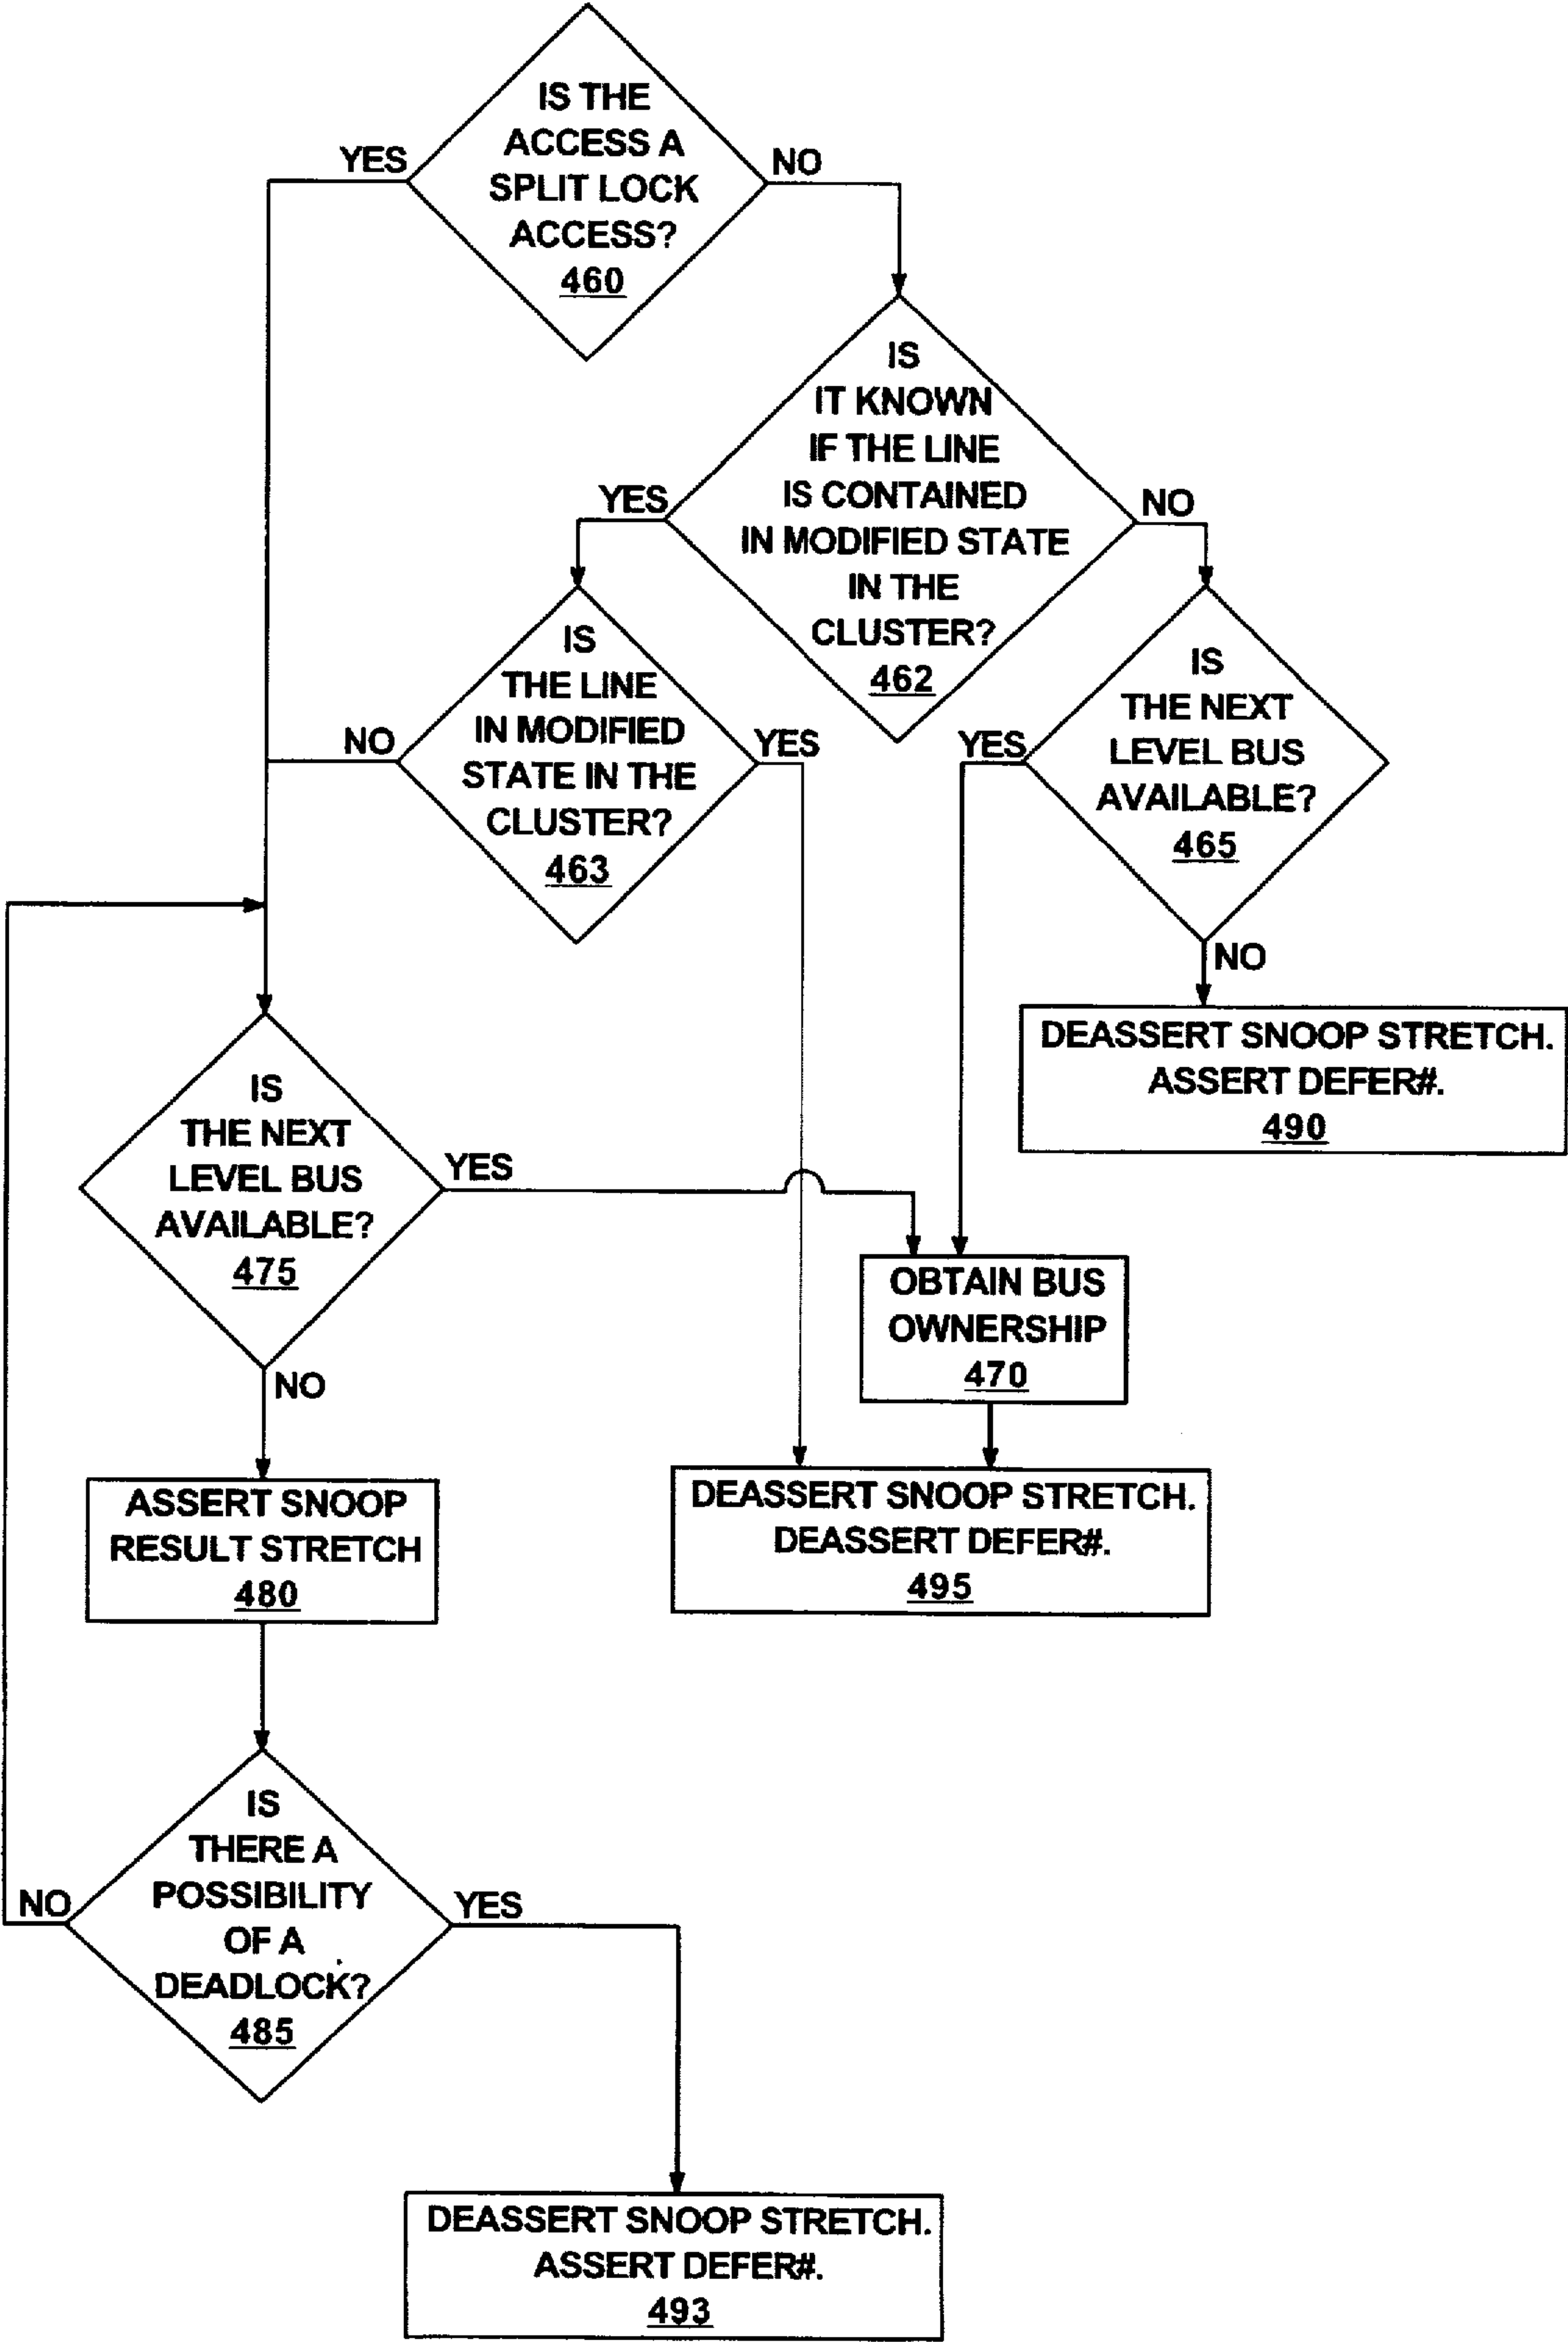 IS THE
ACCESS A
SPLIT LOCK
ACCESS?
460
YES
NO
IS
IT KNOWN
IF THE LINE
IS CONTAINED
IN MODIFIED STATE
IN THE
CLUSTER?
462
YES
NO
IS
THE LINE
IN MODIFIED
STATE IN THE
CLUSTER?
463
NO
YES
IS
THE NEXT
LEVEL BUS
AVAILABLE?
465
YES
NO
DEASSERT SNOOP STRETCH.
ASSERT DEFER#.
490
IS
THE NEXT
LEVEL BUS
AVAILABLE?
475
YES
NO
OBTAIN BUS
OWNERSHIP
470
ASSERT SNOOP
RESULT STRETCH
480
DEASSERT SNOOP STRETCH.
DEASSERT DEFER#.
495
IS
THERE A
POSSIBILITY
OF A
DEADLOCK?
485
NO
YES
DEASSERT SNOOP STRETCH.
ASSERT DEFER#.
493